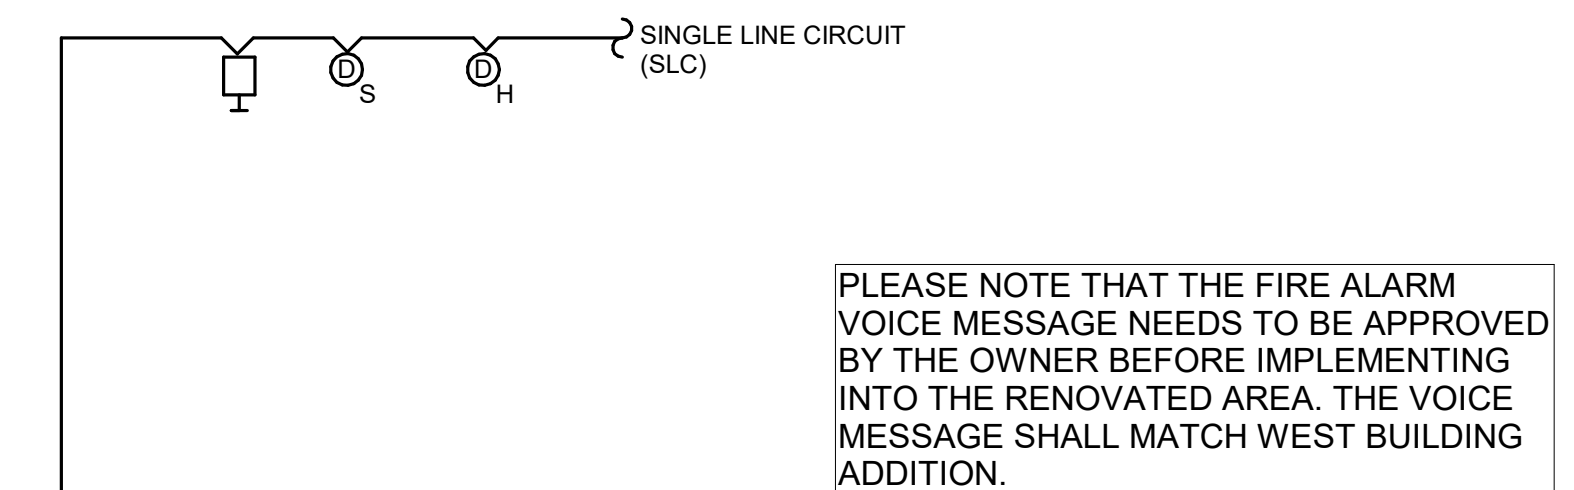 SINGLE LINE CIRCUIT
(SLC)
D
S
D
H
PLEASE NOTE THAT THE FIRE ALARM
VOICE MESSAGE NEEDS TO BE APPROVED
BY THE OWNER BEFORE IMPLEMENTING
INTO THE RENOVATED AREA. THE VOICE
MESSAGE SHALL MATCH WEST BUILDING
ADDITION.